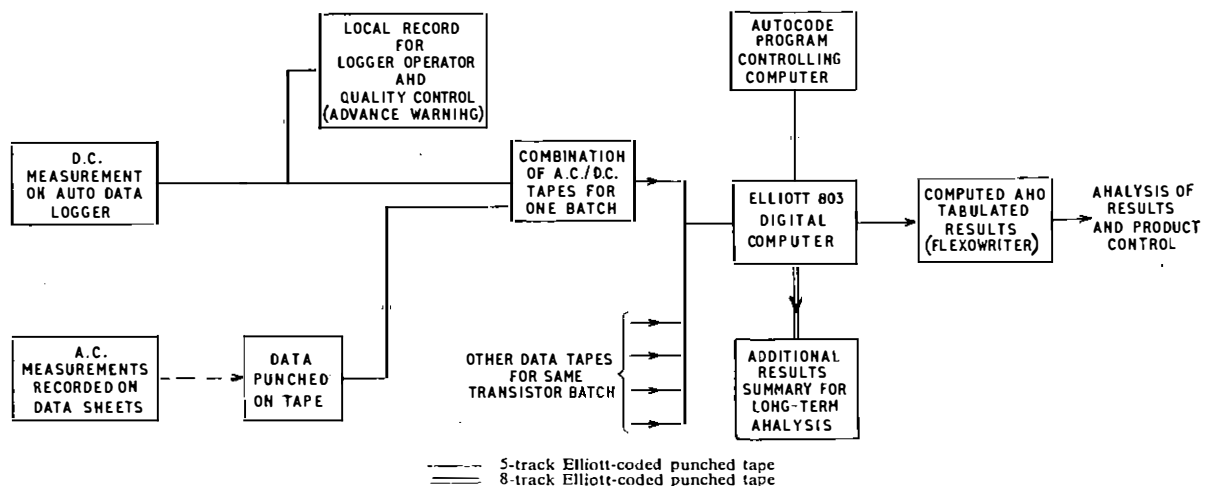 LOCAL RECORD
FOR
LOGGER OPERATOR
AHD
QUALITY CONTROL
(ADVANCE WARNIHG)
AUTOCODE
PROGRAM
CONTROLLING
COMPUTER
D.C.
MEASUREMENT
OH AUTO DATA
LOGGER
COMBINATION
OF A.C./D.C.
TAPES FOR
ONE BATCH
ELLIOTT 803
DIGITAL
COMPUTER
COMPUTED AHD
TABULATED
RESULTS
(FLEXOWRITER)
AHALYSIS OF
RESULTS
AND PRODUCT
CONTROL
A.C.
MEASUREMENTS
RECORDED ON
DATA SHEETS
DATA
PUNCHED
ON TAPE
OTHER DATA TAPES
FOR SAME
TRANSISTOR BATCH
ADDITIONAL
RESULTS
SUMMARY FOR
LOHG-TERM
AHALYSIS
5-track Elliott-coded punched tape
8-track Elliott-coded punched tape